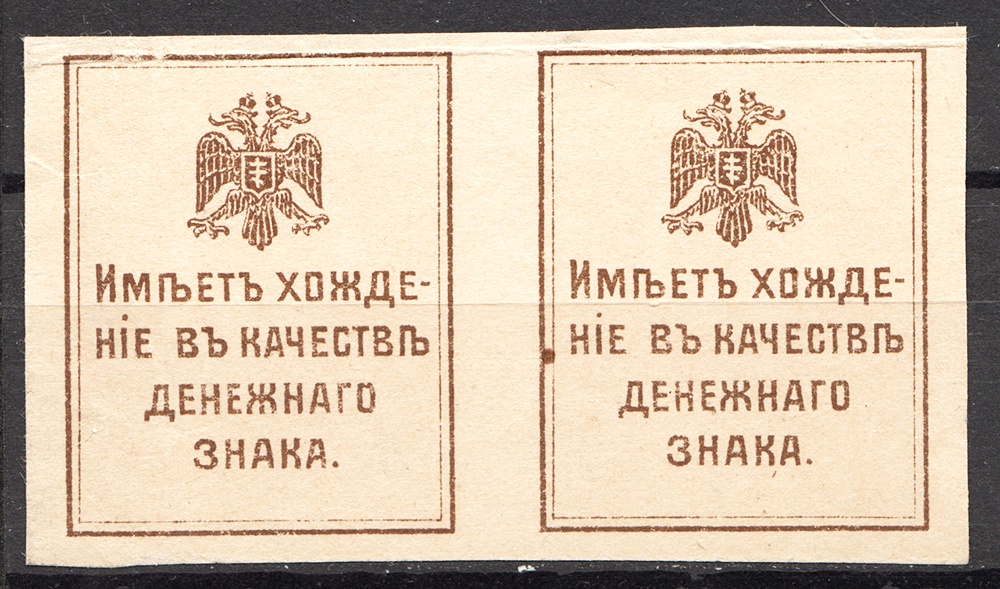 Имѣетъ хожде-
ніе въ качествѣ
денежнаго
знака.
Имѣетъ хожде-
ніе въ качествѣ
денежнаго
знака.